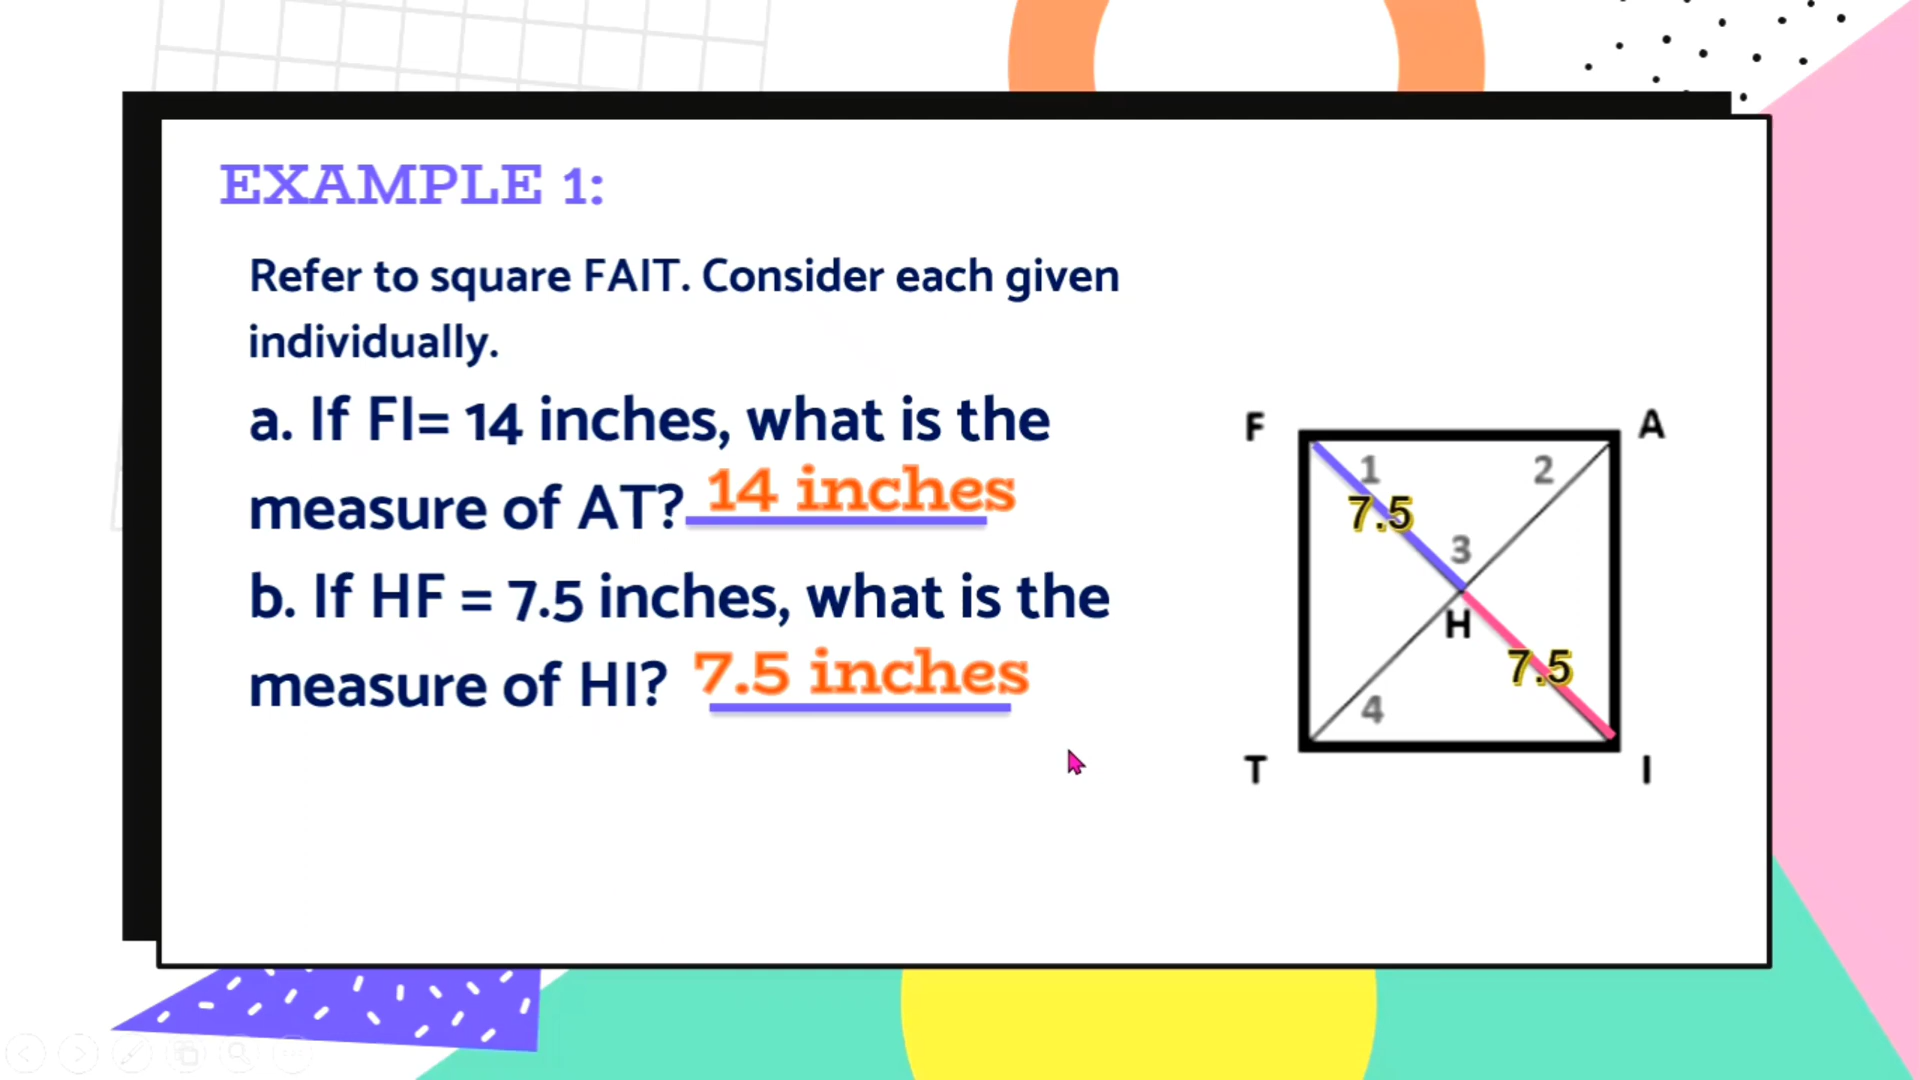 EXAMPLE 1:
Refer to square FAIT. Consider each given
individually.
a. If FI= 14 inches, what is the
measure of AT? 14 inches
b. If HF = 7.5 inches, what is the
measure of HI? 7.5 inches
F A
1 2
7.5
3
H
7.5
4
T I